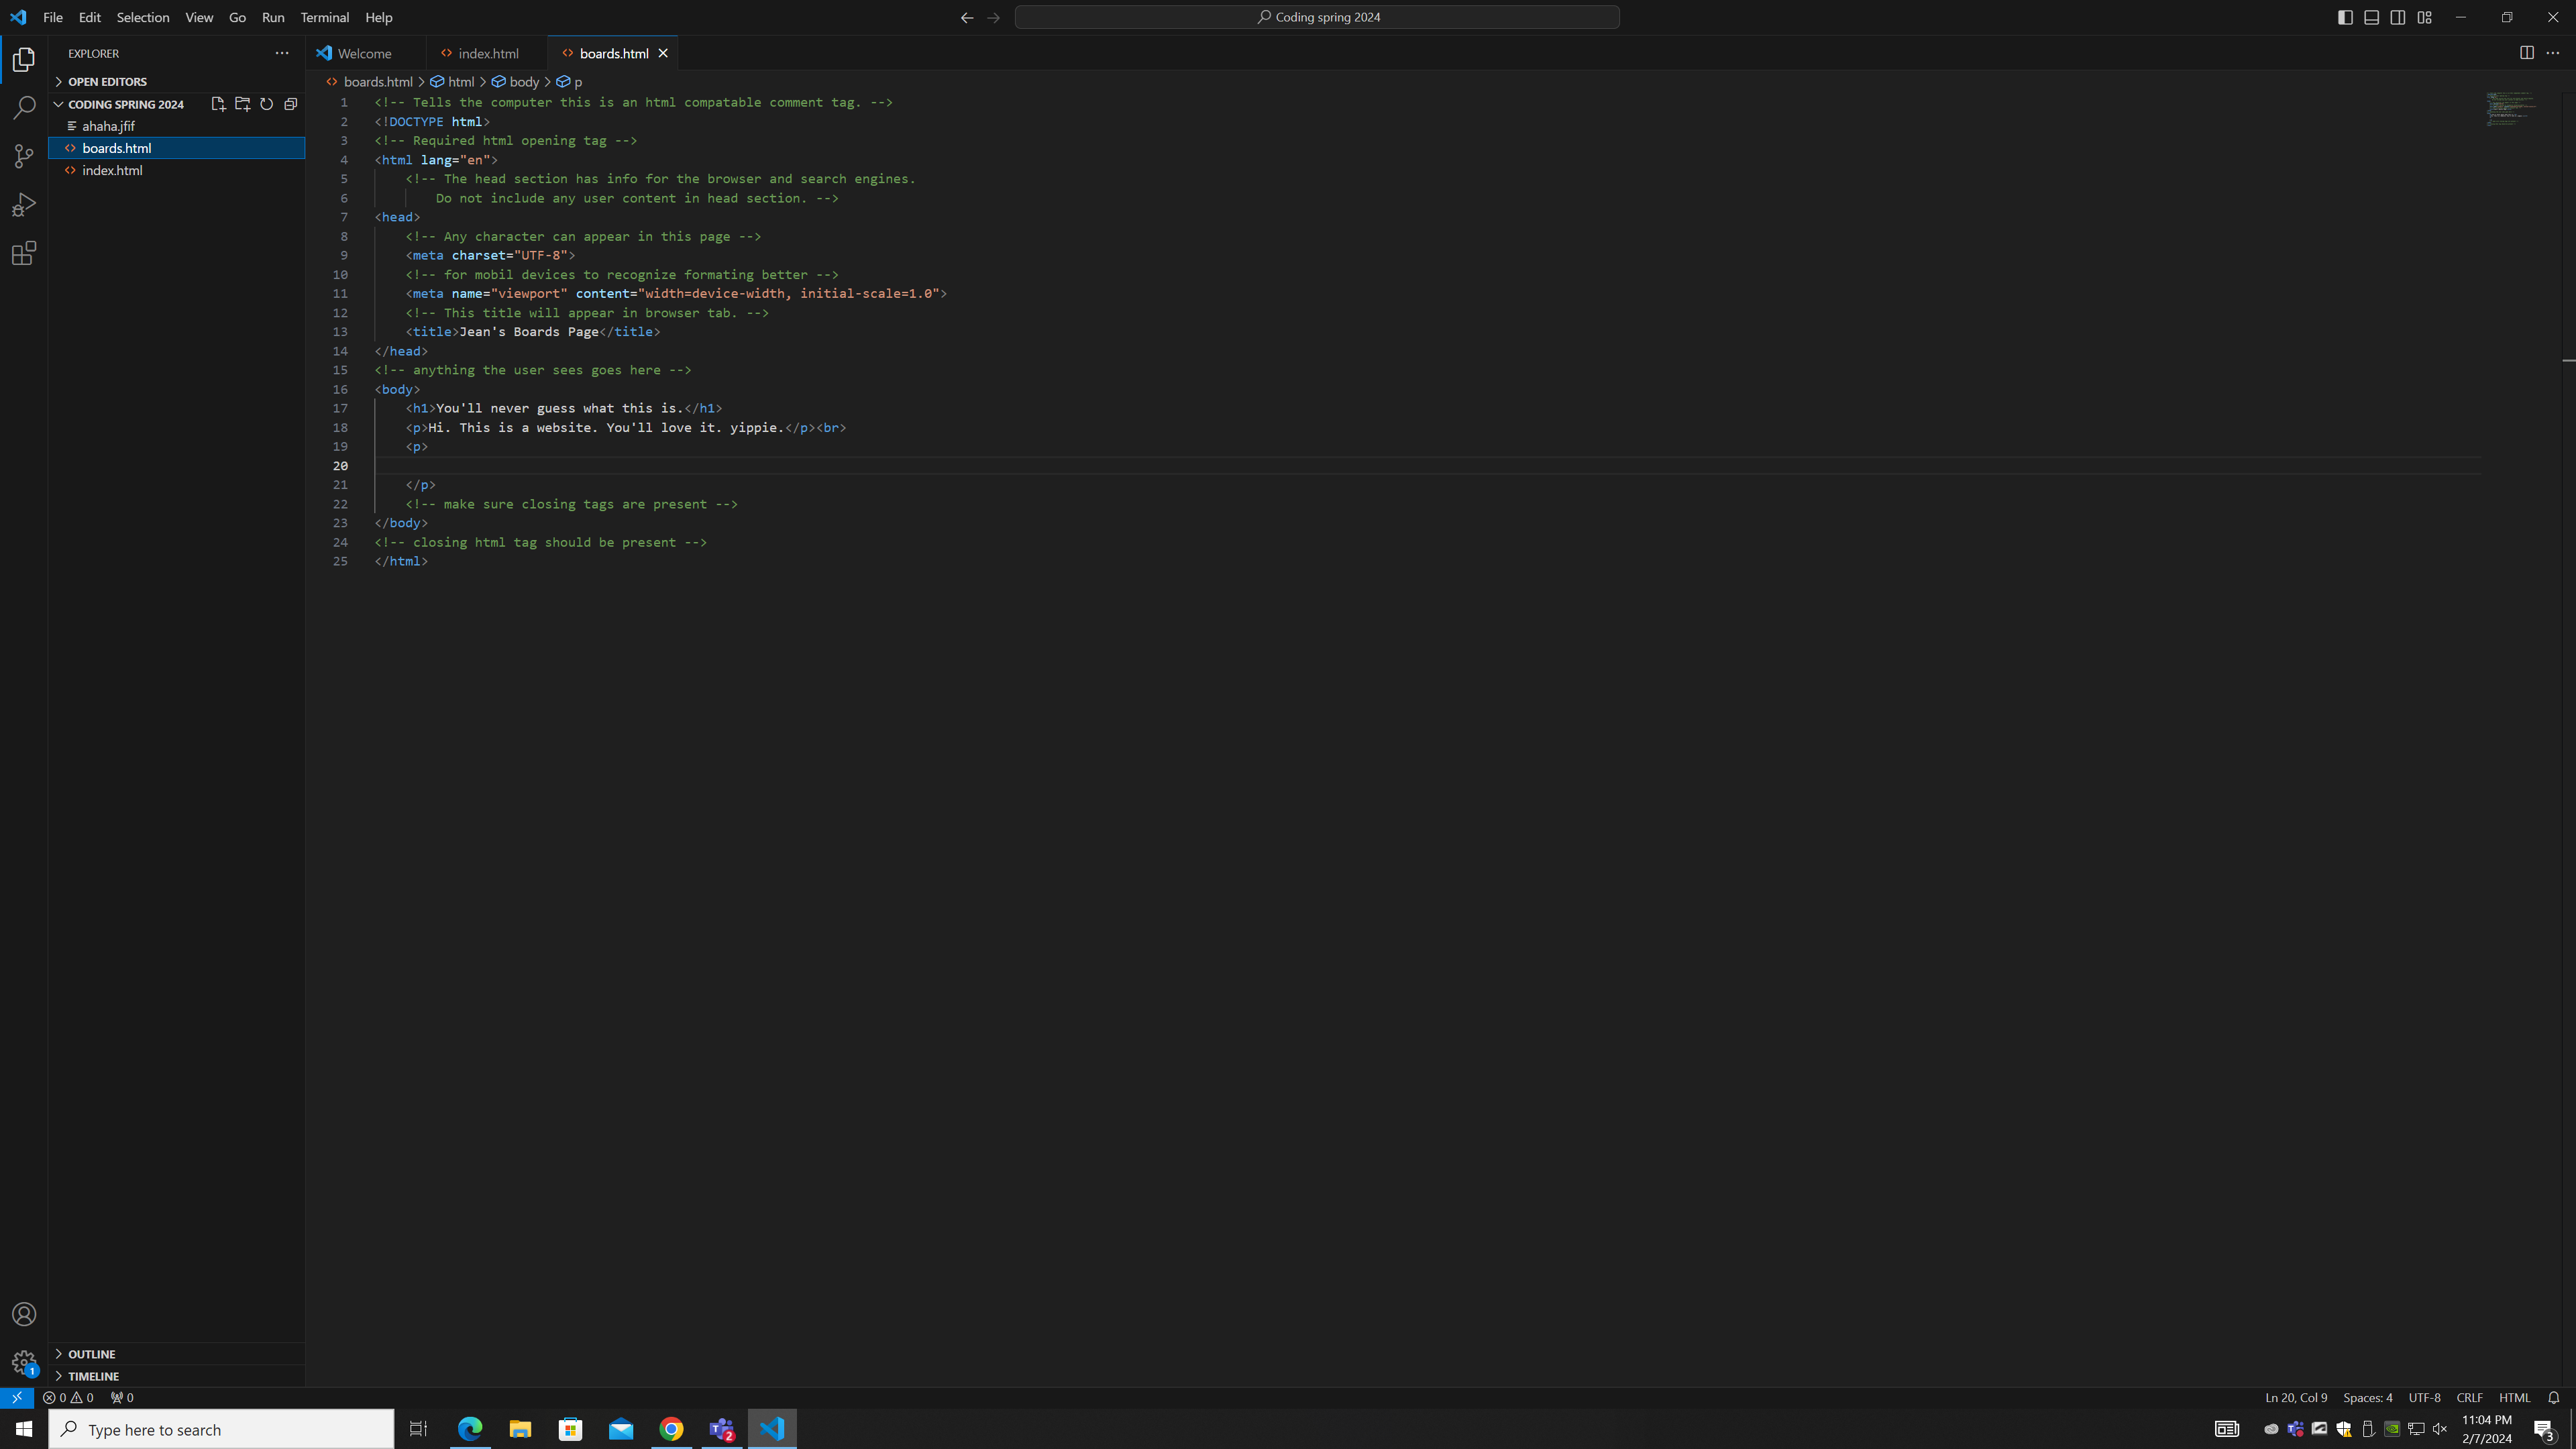 File Edit Selection View Go Run Terminal Help
Coding spring 2024
EXPLORER
OPEN EDITORS
CODING SPRING 2024
ahaha.jfif
boards.html
index.html
Welcome index.html boards.html
boards.html > html > body > p
1 <!-- Tells the computer this is an html compatable comment tag. -->
2 <!DOCTYPE html>
3 <!-- Required html opening tag -->
4 <html lang="en">
5 <!-- The head section has info for the browser and search engines.
6 Do not include any user content in head section. -->
7 <head>
8 <!-- Any character can appear in this page -->
9 <meta charset="UTF-8">
10 <!-- for mobil devices to recognize formating better -->
11 <meta name="viewport" content="width=device-width, initial-scale=1.0">
12 <!-- This title will appear in browser tab. -->
13 <title>Jean's Boards Page</title>
14 </head>
15 <!-- anything the user sees goes here -->
16 <body>
17 <h1>You'll never guess what this is.</h1>
18 <p>Hi. This is a website. You'll love it. yippie.</p><br>
19 <p>
20
21 </p>
22 <!-- make sure closing tags are present -->
23 </body>
24 <!-- closing html tag should be present -->
25 </html>
OUTLINE
TIMELINE
1
0 0 0
Ln 20, Col 9 Spaces: 4 UTF-8 CRLF HTML
Type here to search
2
11:04 PM
2/7/2024
3